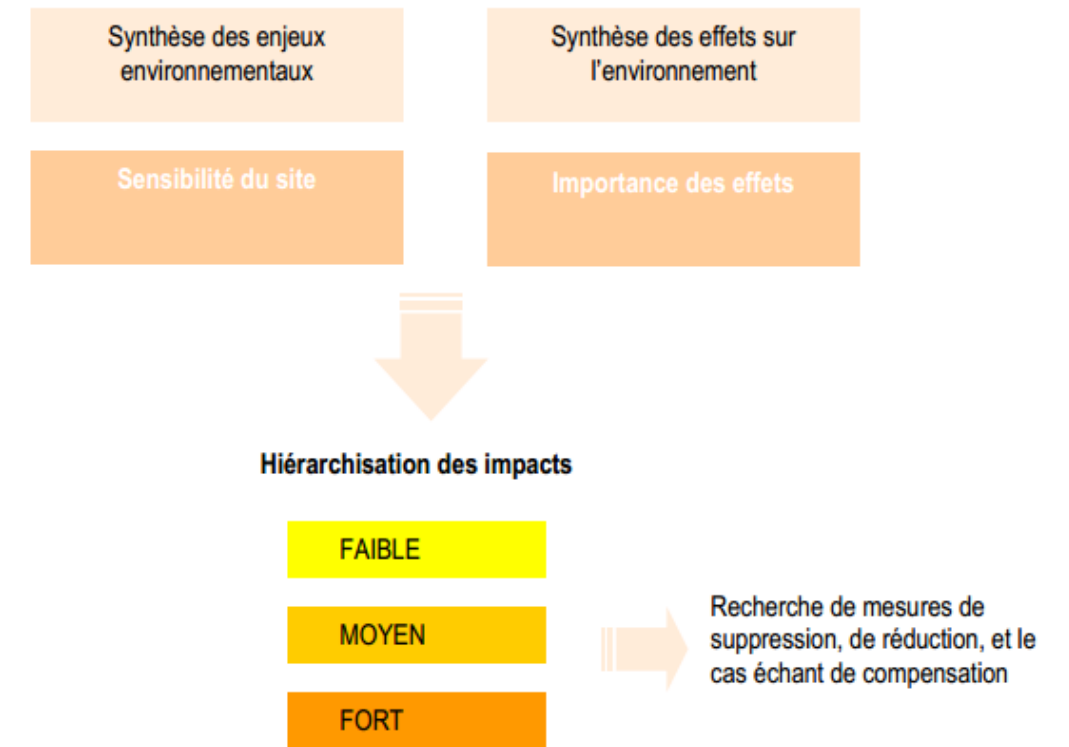 Synthèse des enjeux
environnementaux
Synthèse des effets sur
l'environnement
Sensibilité du site
Importance des effets
Hiérarchisation des impacts
FAIBLE
MOYEN
FORT
Recherche de mesures de
suppression, de réduction, et le
cas échant de compensation